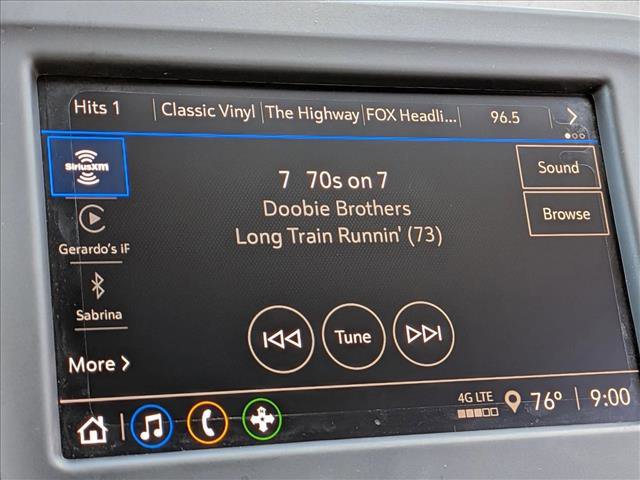 Hits 1 Classic Vinyl The Highway FOX Headli... 96.5
SiriusXM
7 70s on 7
Doobie Brothers
Long Train Runnin' (73)
Sound
Browse
Gerardo's iF
Sabrina
More
Tune
4G LTE 76° 9:00